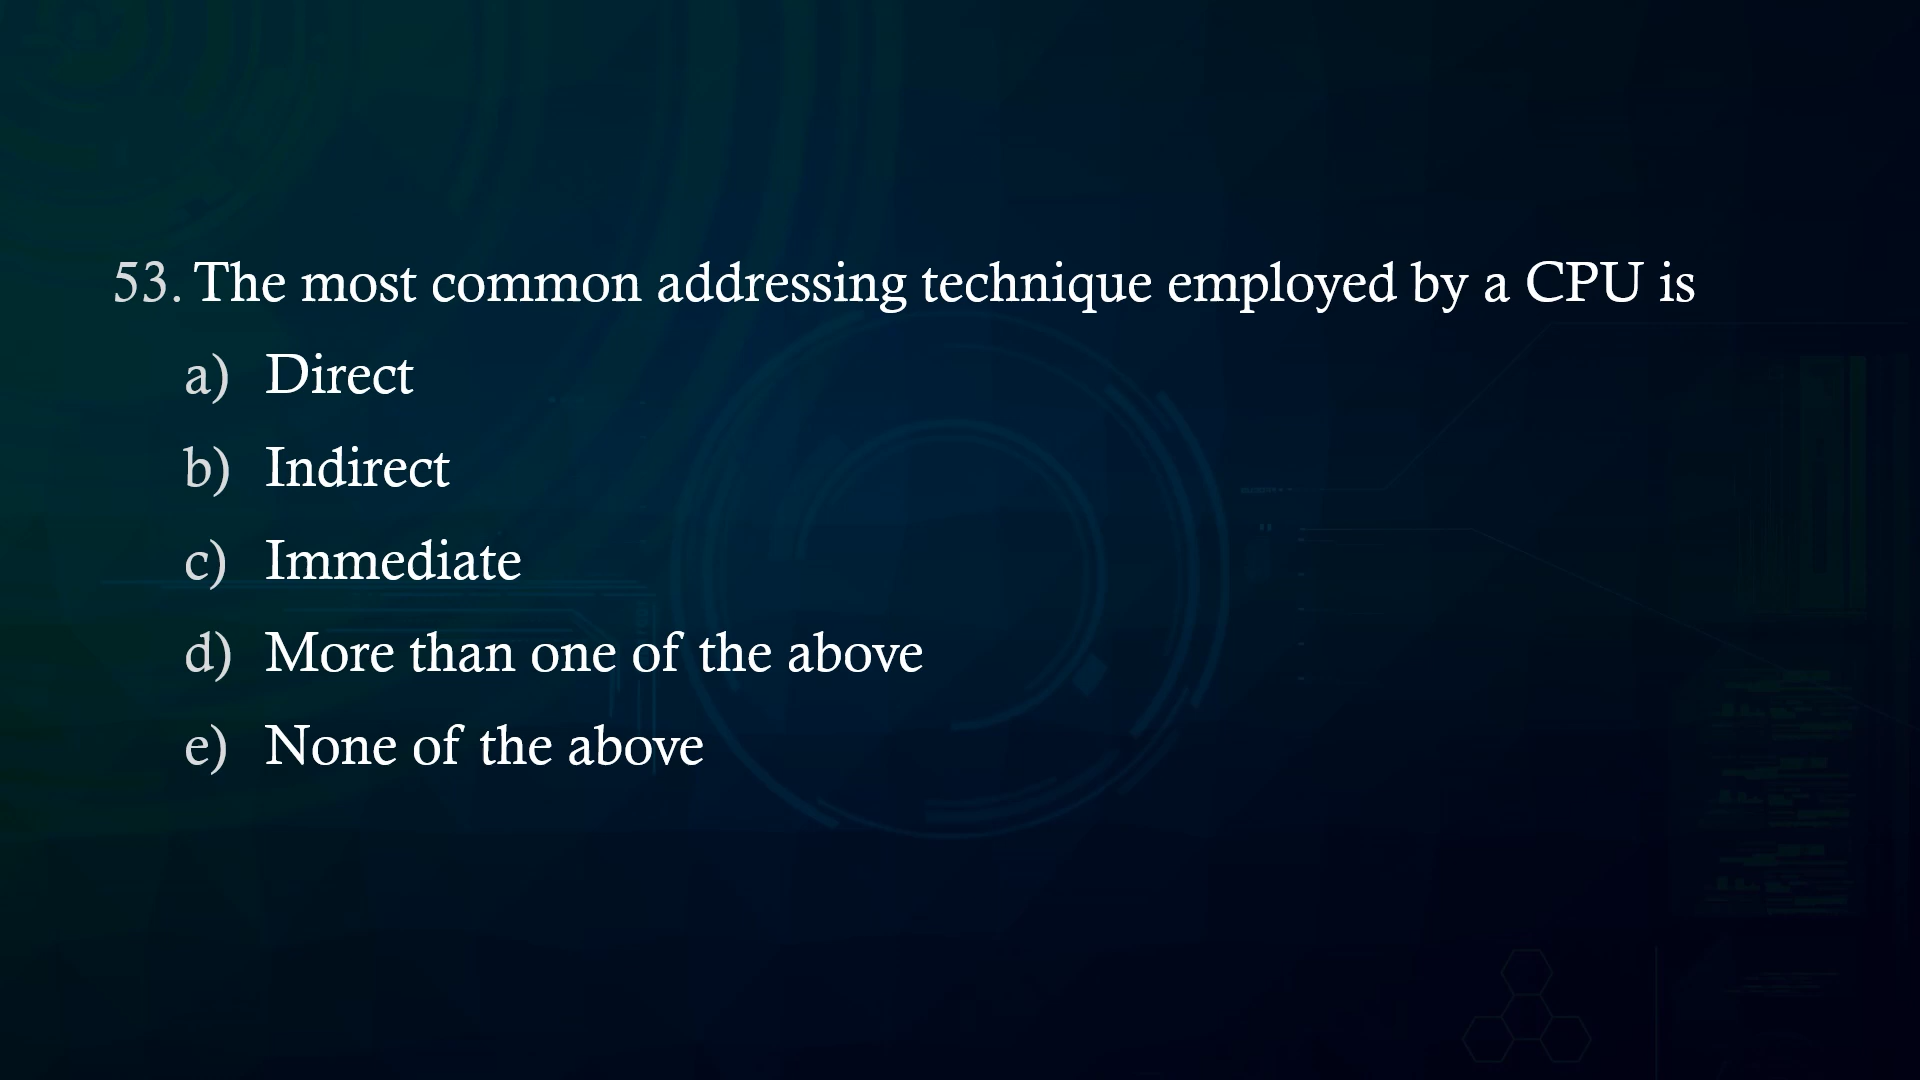 53. The most common addressing technique employed by a CPU is
a) Direct
b) Indirect
c) Immediate
d) More than one of the above
e) None of the above